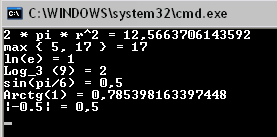 C:\WINDOWS\system32\cmd.exe
2 * pi * r^2 = 12,5663706143592
max { 5, 17 } = 17
ln(e) = 1
Log_3 (9) = 2
sin(pi/6) = 0,5
Arctg(1) = 0,785398163397448
|-0.5| = 0,5